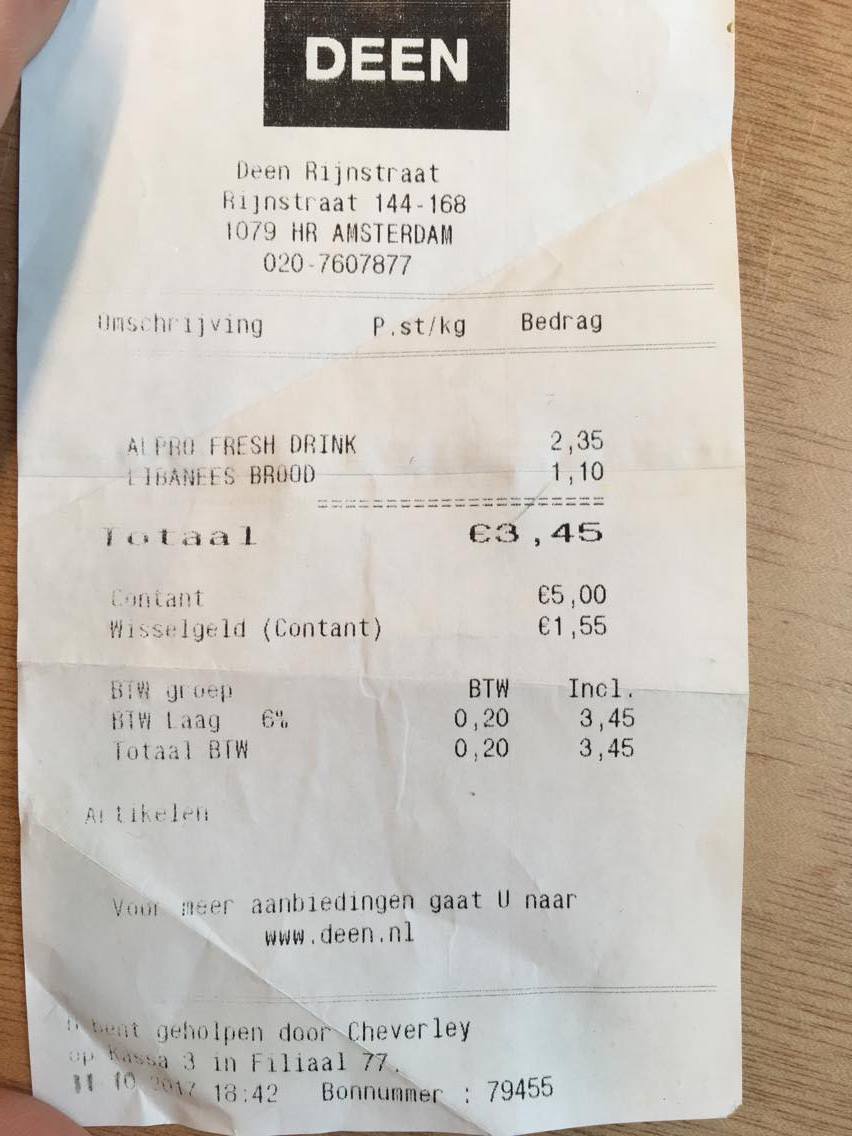 DEEN
Deen Rijnstraat
Rijnstraat 144-168
1079 HR AMSTERDAM
020-7607877
Omschrijving P.st/kg Bedrag
ALPRO FRESH DRINK 2,35
LIBANEES BROOD 1,10
Totaal €3,45
Contant €5,00
Wisselgeld (Contant) €1,55
BTW groep BTW Incl.
BTW Laag 6% 0,20 3,45
Totaal BTW 0,20 3,45
Artikelen
Voor meer aanbiedingen gaat U naar
www.deen.nl
U bent geholpen door Cheverley
op Kassa 3 in Filiaal 77.
11-10-2017 18:42 Bonnummer : 79455